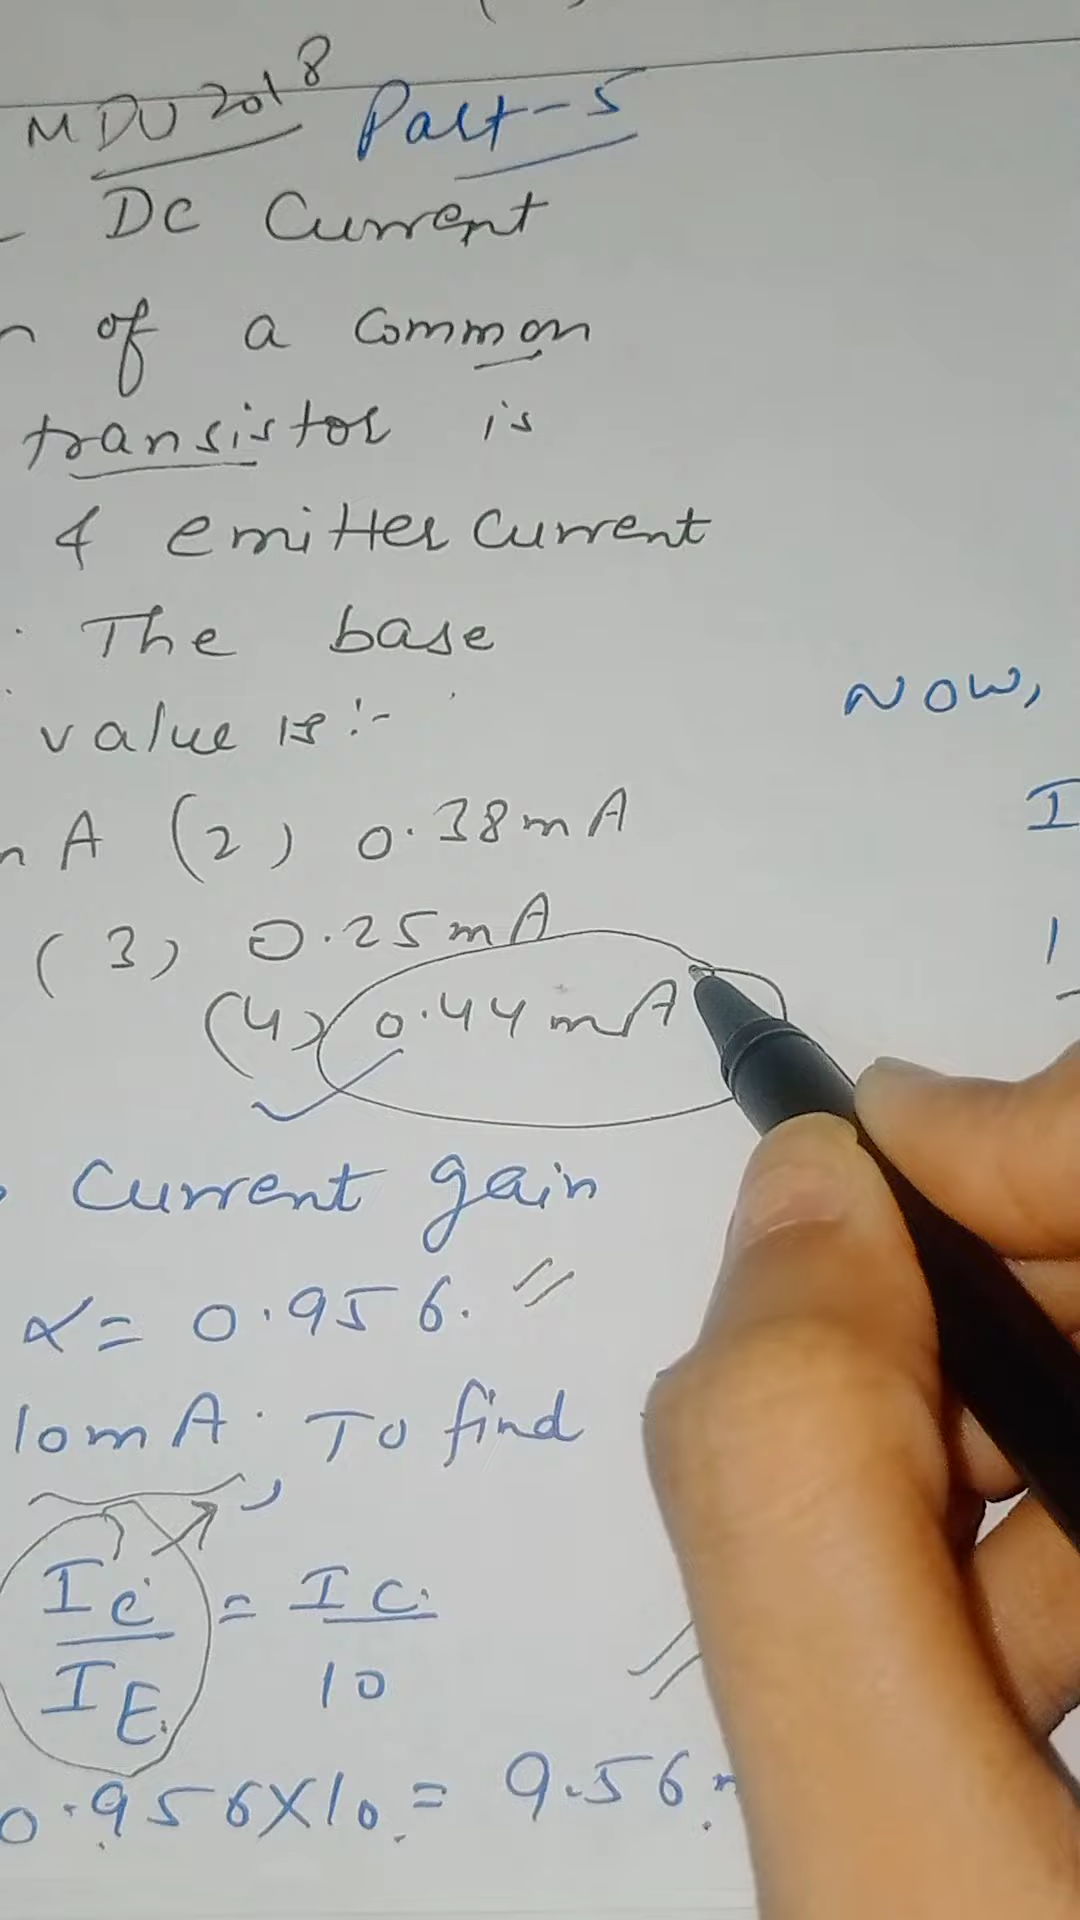 MDU 2018 Part-5
DC Current
of a common
transistor is
& emitter current
The base
value is :-
Now,
A (2) 0.38mA
I
(3) 0.25mA
1
(4) 0.44mA
Current gain
α = 0.956.
10mA. To find
Ic/IE = Ic/10
0.956X10 = 9.56